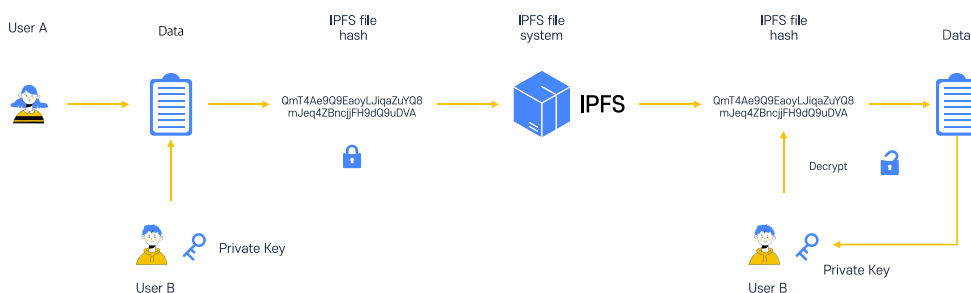 User A
Data
IPFS file
hash
IPFS file
system
IPFS file
hash
Data
QmT4Ae9Q9EaoyLJiqaZuYQ8
mJeq4ZBncjjFH9dQ9uDVA
IPFS
QmT4Ae9Q9EaoyLJiqaZuYQ8
mJeq4ZBncjjFH9dQ9uDVA
Decrypt
Private Key
User B
Private Key
User B